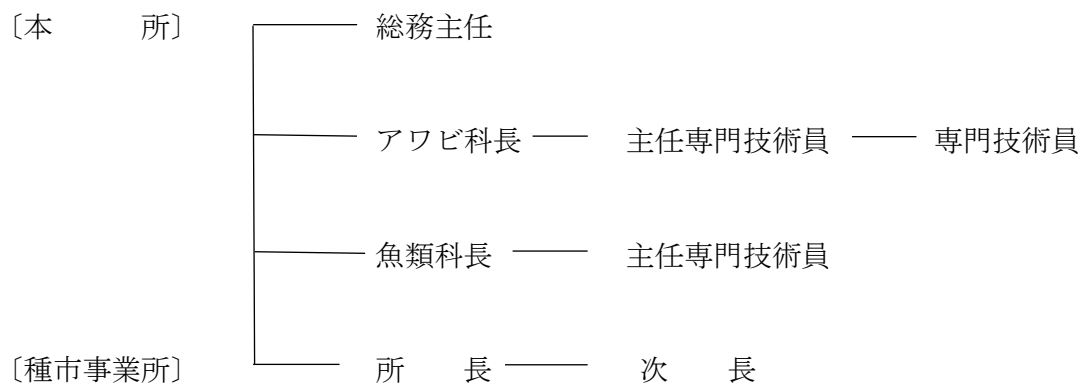 〔本　　　所〕　総務主任
アワビ科長　主任専門技術員　専門技術員
魚類科長　主任専門技術員
〔種市事業所〕　所　　長　次　　長